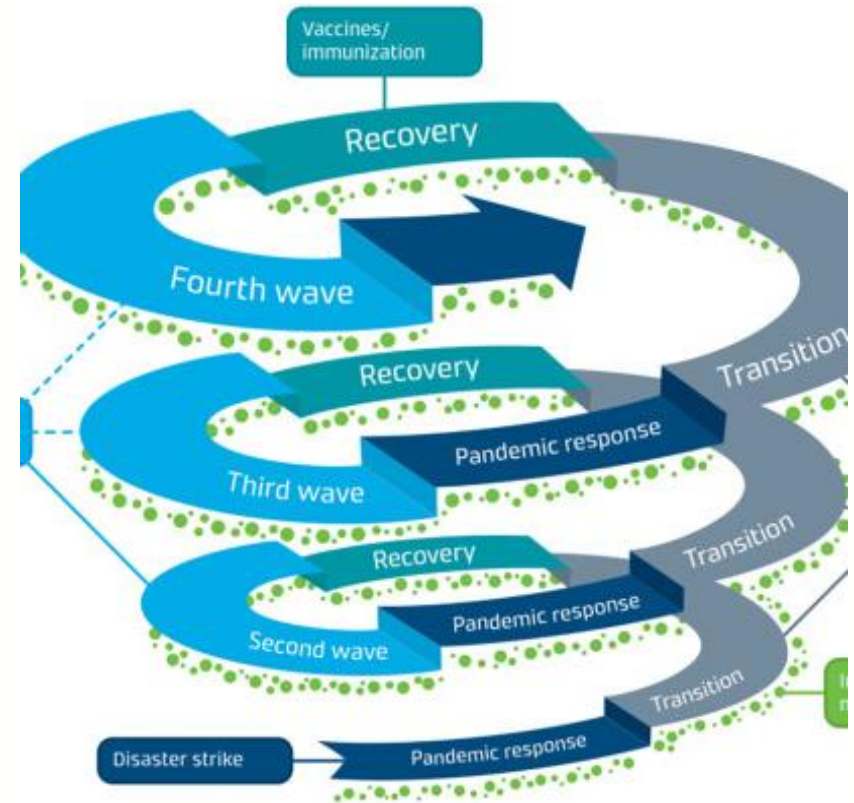 Vaccines/
immunization
Recovery
Fourth wave
Transition
Recovery
Pandemic response
Third wave
Transition
Recovery
Pandemic response
Second wave
Transition
Disaster strike
Pandemic response